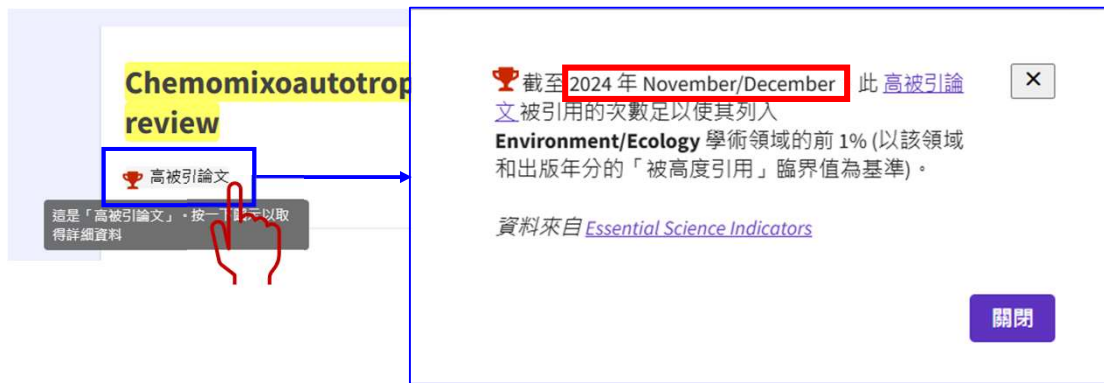 Chemomixoautotrop
review
高被引論文
這是「高被引論文」。按一下 以取
得詳細資料
截至 2024 年 November/December 此 高被引論
文 被引用的次數足以使其列入
Environment/Ecology 學術領域的前 1% (以該領域
和出版年分的「被高度引用」臨界值為基準)。
資料來自 Essential Science Indicators
關閉